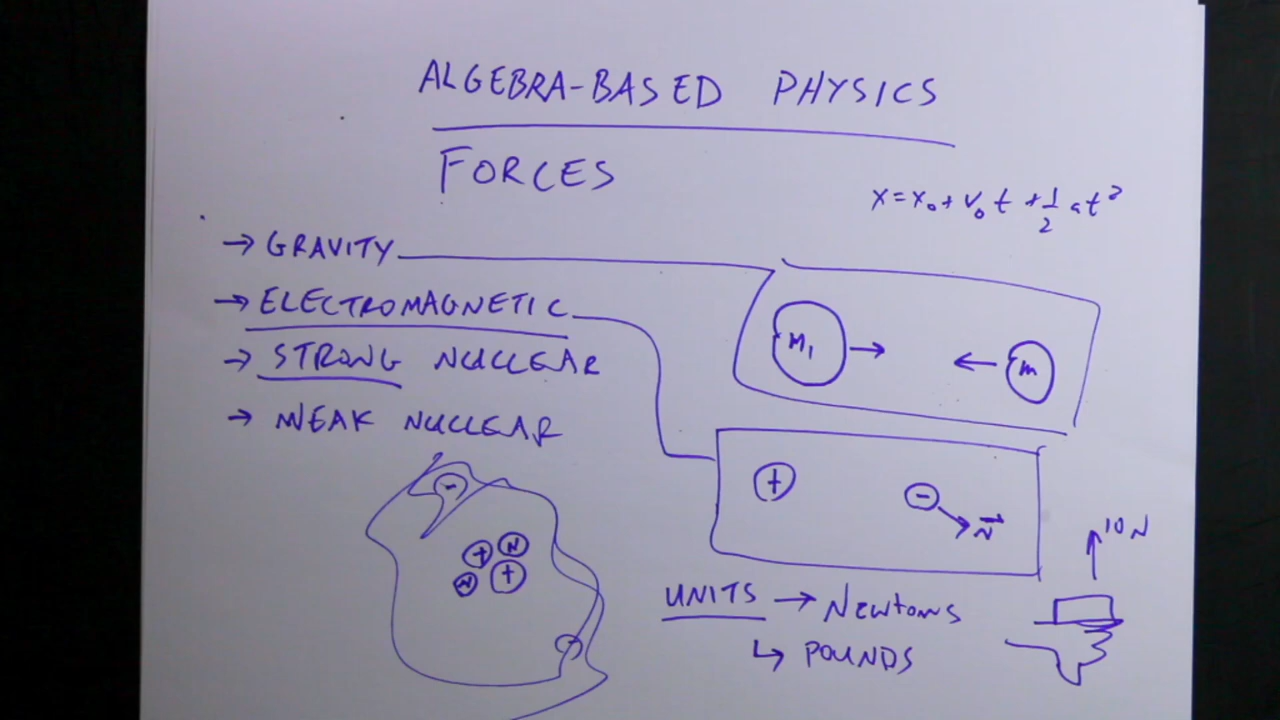 ALGEBRA-BASED PHYSICS
FORCES
x=x₀+v₀t+½at²
→ GRAVITY
→ ELECTROMAGNETIC
→ STRONG NUCLEAR
→ WEAK NUCLEAR
M₁ → ← m
+ −
−
+ N
N +
10 N
UNITS → Newtons
↳ POUNDS